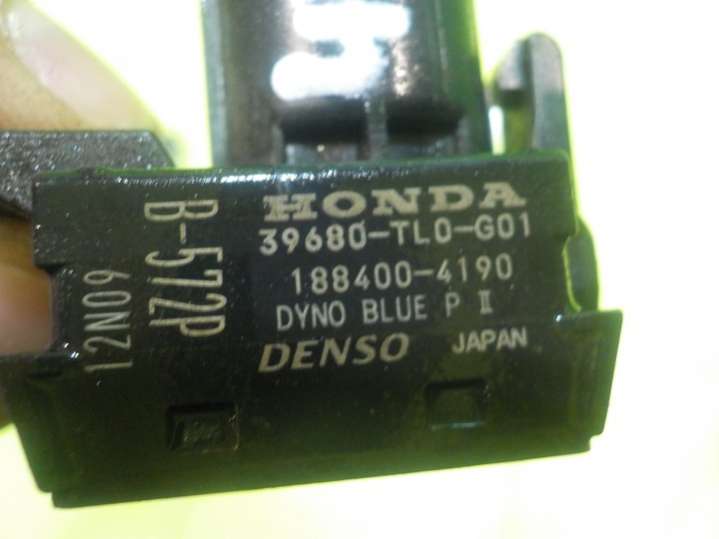 HONDA
39680-TL0-G01
188400-4190
DYNO BLUE P II
DENSO JAPAN
B-572P
12N09